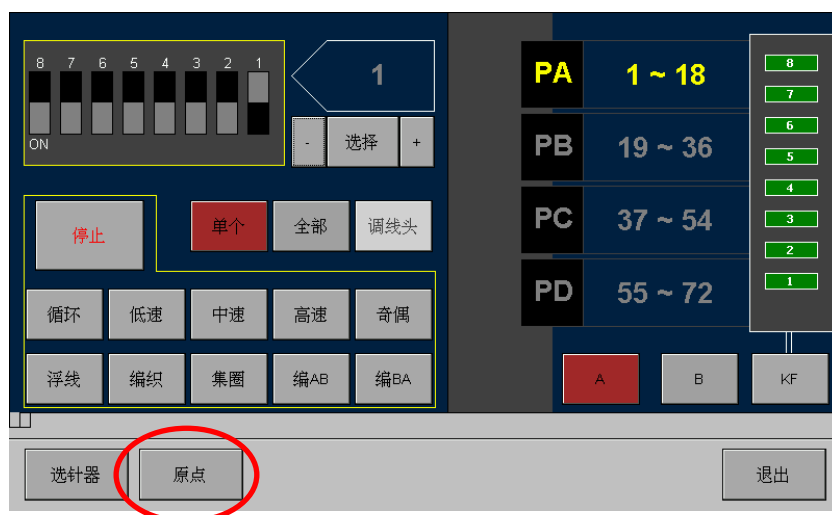 8 7 6 5 4 3 2 1
ON
1
- 选择 +
PA 1 ~ 18
PB 19 ~ 36
PC 37 ~ 54
PD 55 ~ 72
8
7
6
5
4
3
2
1
停止 单个 全部 调线头
循环 低速 中速 高速 奇偶
浮线 编织 集圈 编AB 编BA
A B KF
选针器 原点 退出